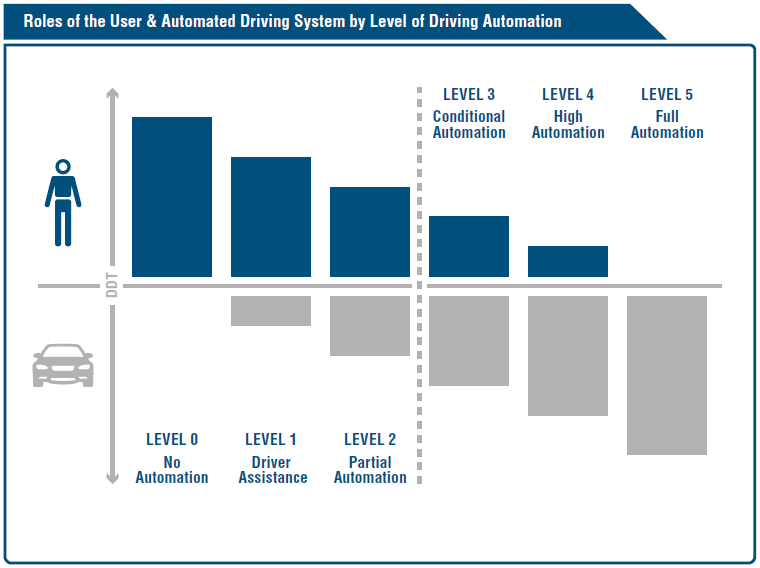 Roles of the User & Automated Driving System by Level of Driving Automation
LEVEL 3
Conditional
Automation
LEVEL 4
High
Automation
LEVEL 5
Full
Automation
DDT
LEVEL 0
No
Automation
LEVEL 1
Driver
Assistance
LEVEL 2
Partial
Automation